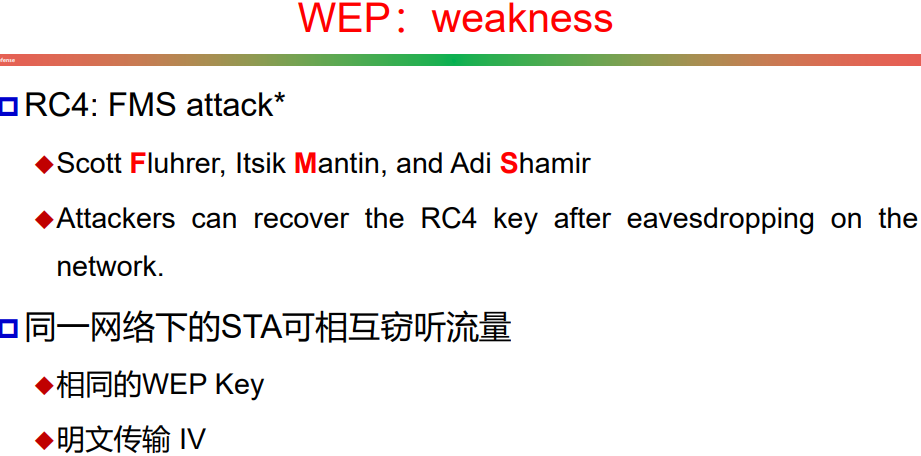 WEP：weakness
fense
RC4: FMS attack*
Scott Fluhrer, Itsik Mantin, and Adi Shamir
Attackers can recover the RC4 key after eavesdropping on the
network.
同一网络下的STA可相互窃听流量
相同的WEP Key
明文传输 IV